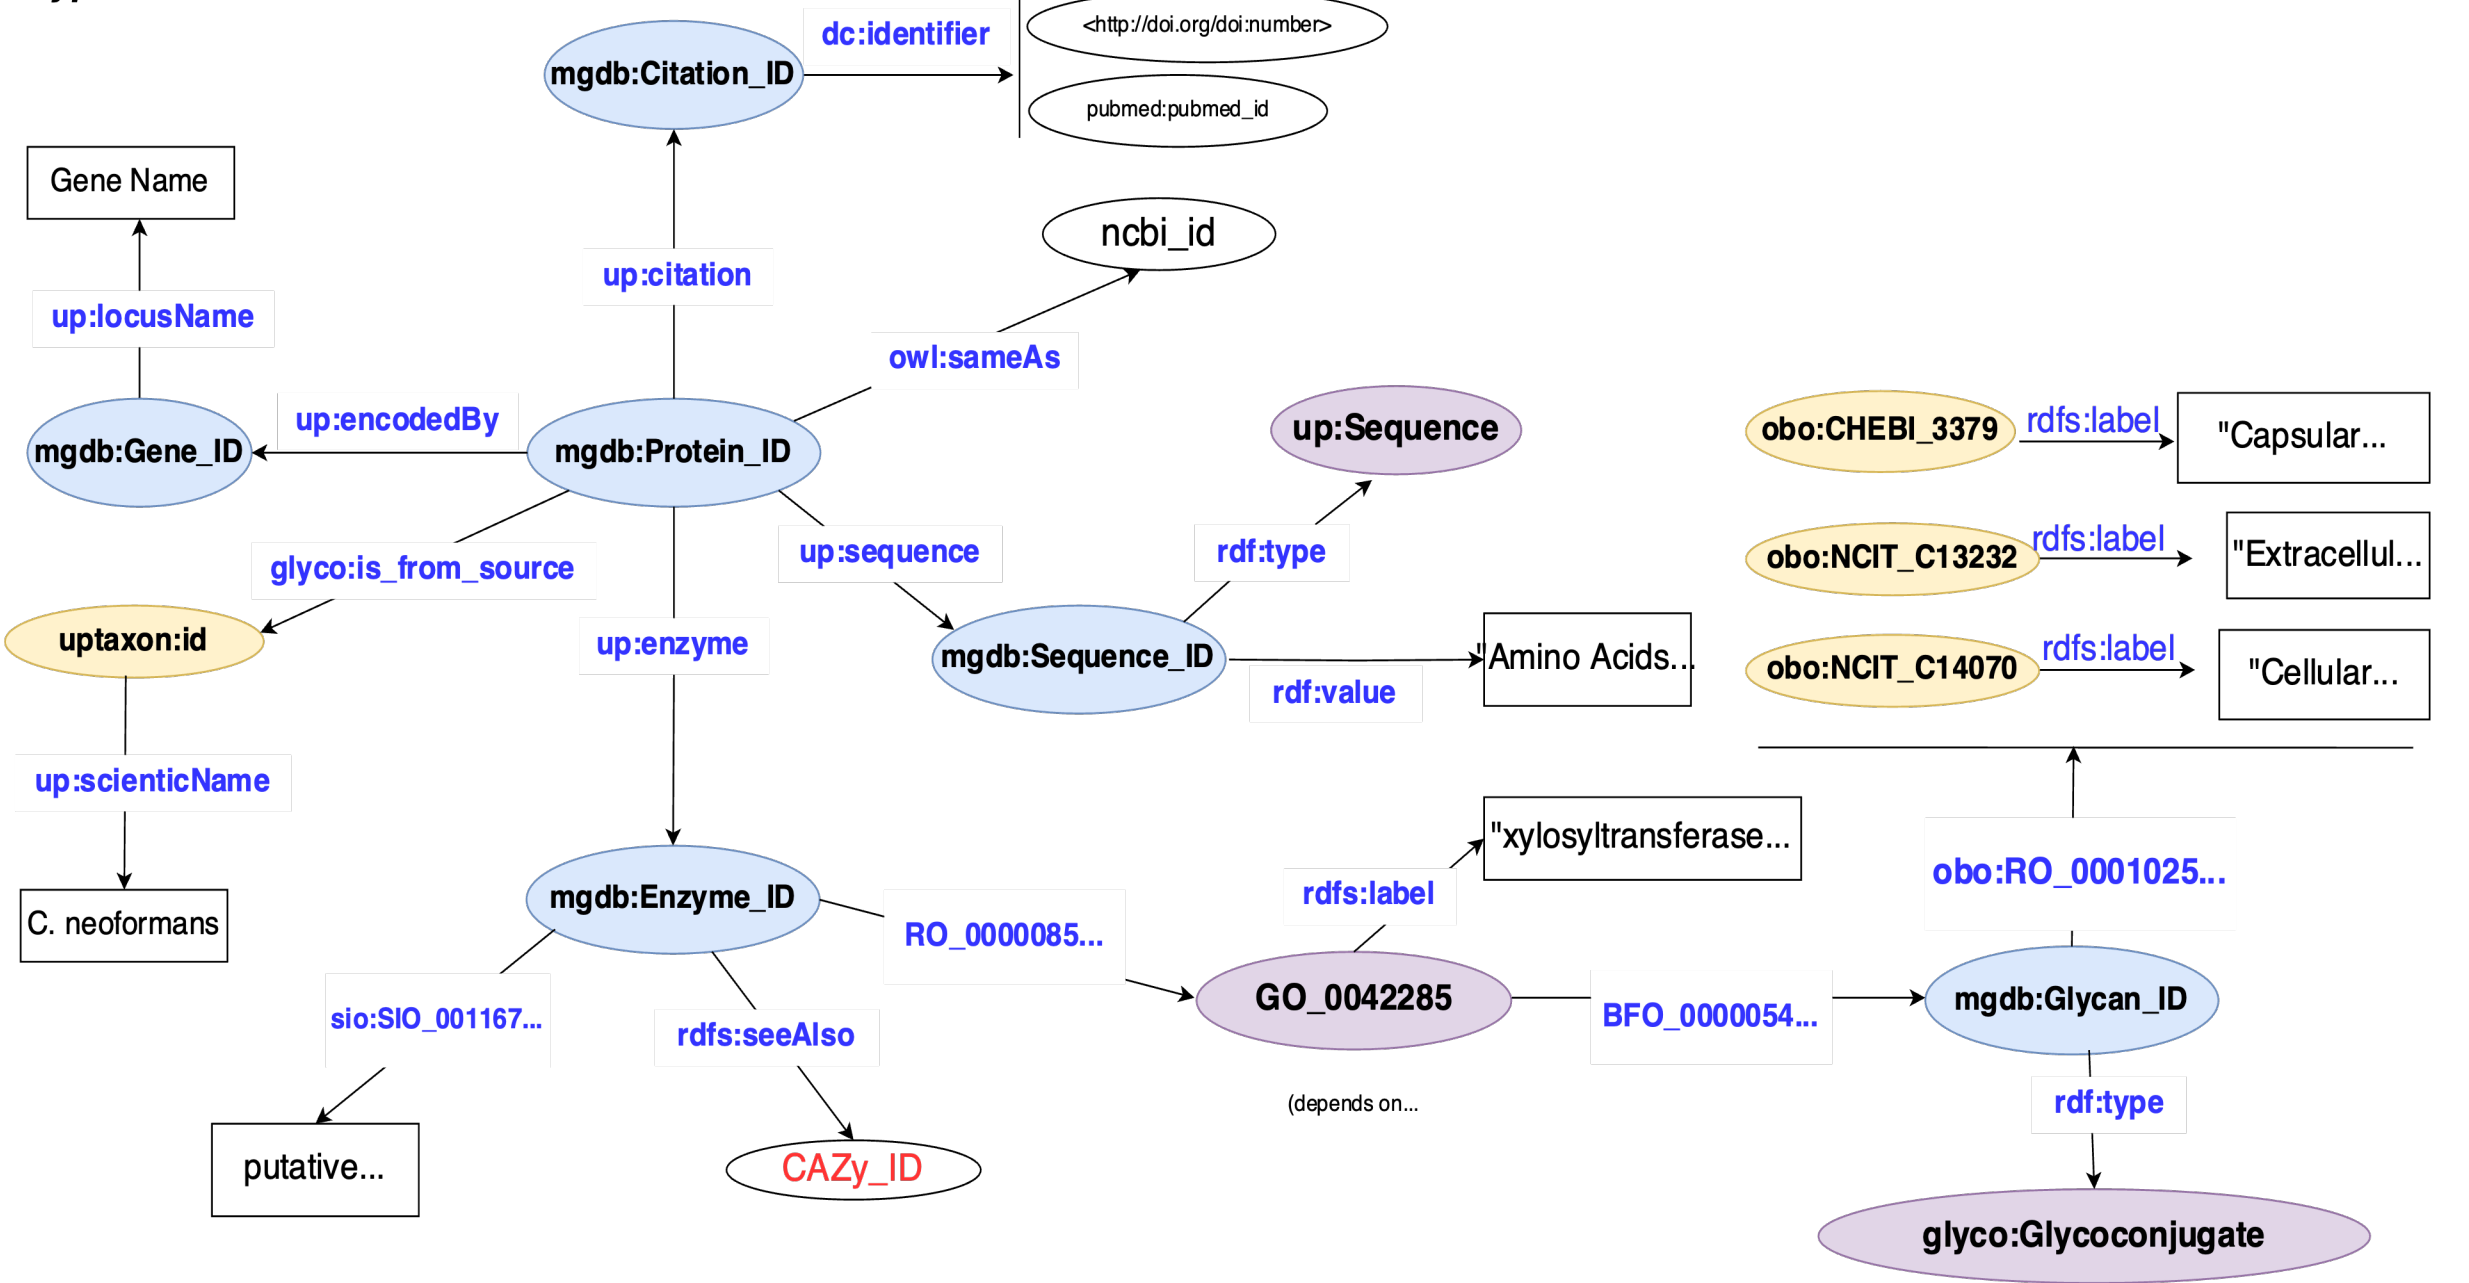 dc:identifier
<http://doi.org/doi:number>
mgdb:Citation_ID
pubmed:pubmed_id
Gene Name
ncbi_id
up:citation
up:locusName
owl:sameAs
up:encodedBy
mgdb:Gene_ID
mgdb:Protein_ID
up:Sequence
obo:CHEBI_3379
rdfs:label
"Capsular...
up:sequence
rdf:type
obo:NCIT_C13232
rdfs:label
"Extracellul...
glyco:is_from_source
uptaxon:id
up:enzyme
mgdb:Sequence_ID
"Amino Acids...
rdf:value
obo:NCIT_C14070
rdfs:label
"Cellular...
up:scienticName
"xylosyltransferase...
obo:RO_0001025...
rdfs:label
C. neoformans
mgdb:Enzyme_ID
RO_0000085...
GO_0042285
BFO_0000054...
mgdb:Glycan_ID
sio:SIO_001167...
rdfs:seeAlso
(depends on...
rdf:type
putative...
CAZy_ID
glyco:Glycoconjugate